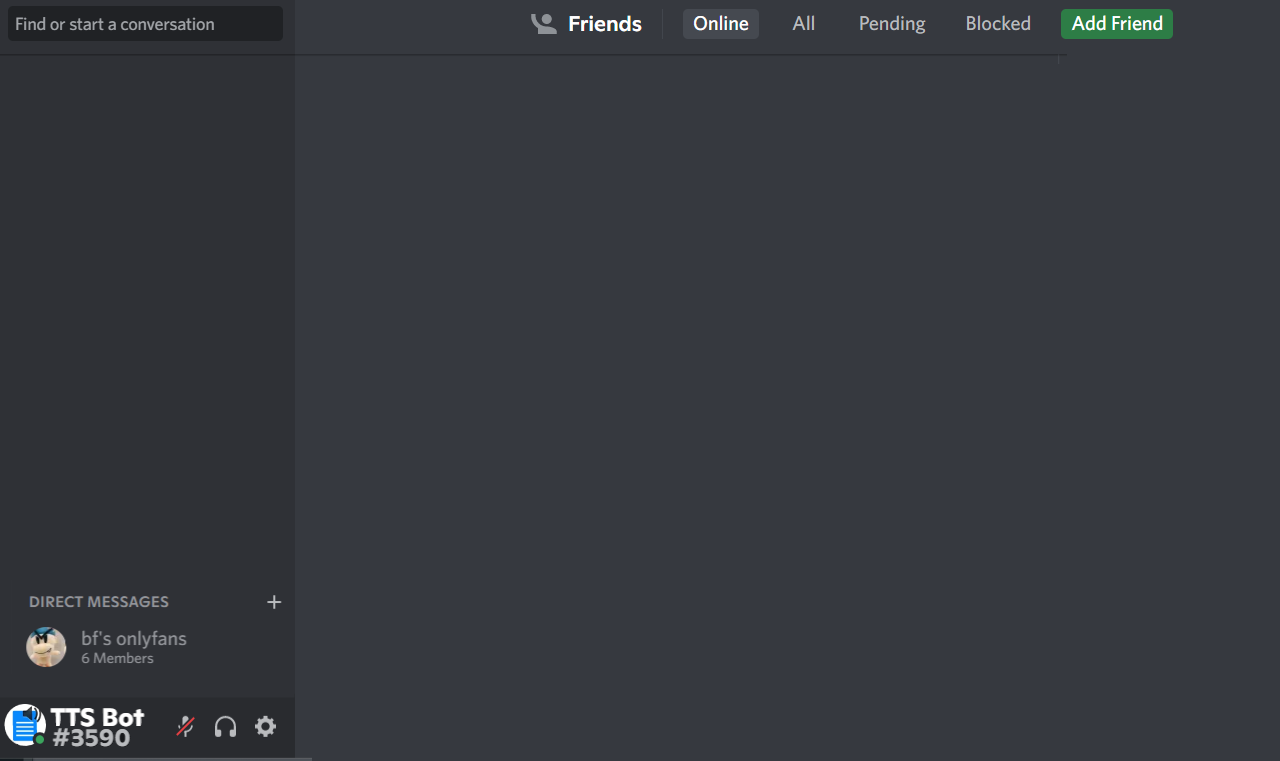 Find or start a conversation
Friends
Online
All
Pending
Blocked
Add Friend
DIRECT MESSAGES
bf's onlyfans
6 Members
TTS Bot
#3590